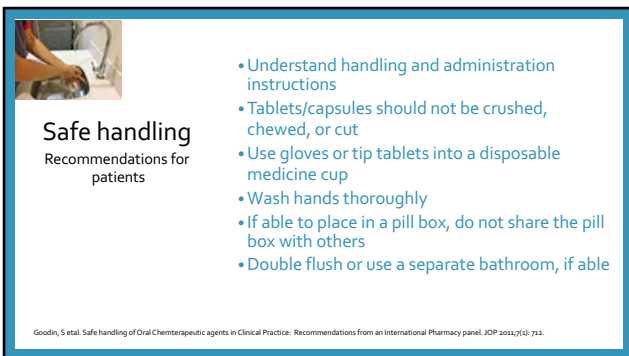 Safe handling
Recommendations for
patients
• Understand handling and administration
instructions
• Tablets/capsules should not be crushed,
chewed, or cut
• Use gloves or tip tablets into a disposable
medicine cup
• Wash hands thoroughly
• If able to place in a pill box, do not share the pill
box with others
• Double flush or use a separate bathroom, if able
Goodin, S etal. Safe handling of Oral Chemterapeutic agents in Clinical Practice: Recommendations from an International Pharmacy panel. JOP 2011;7(1): 712.